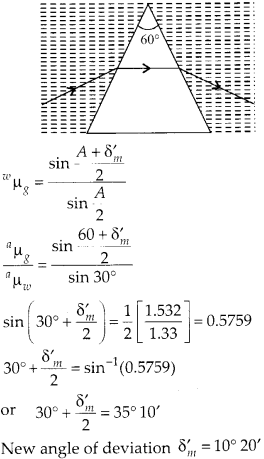 60°
ʷμg = sin (A + δ′m)/2 / sin A/2
ᵃμg / ᵃμw = sin (60 + δ′m)/2 / sin 30°
sin(30° + δ′m/2) = 1/2 [1.532/1.33] = 0.5759
30° + δ′m/2 = sin⁻¹(0.5759)
or 30° + δ′m/2 = 35° 10′
New angle of deviation δ′m = 10° 20′